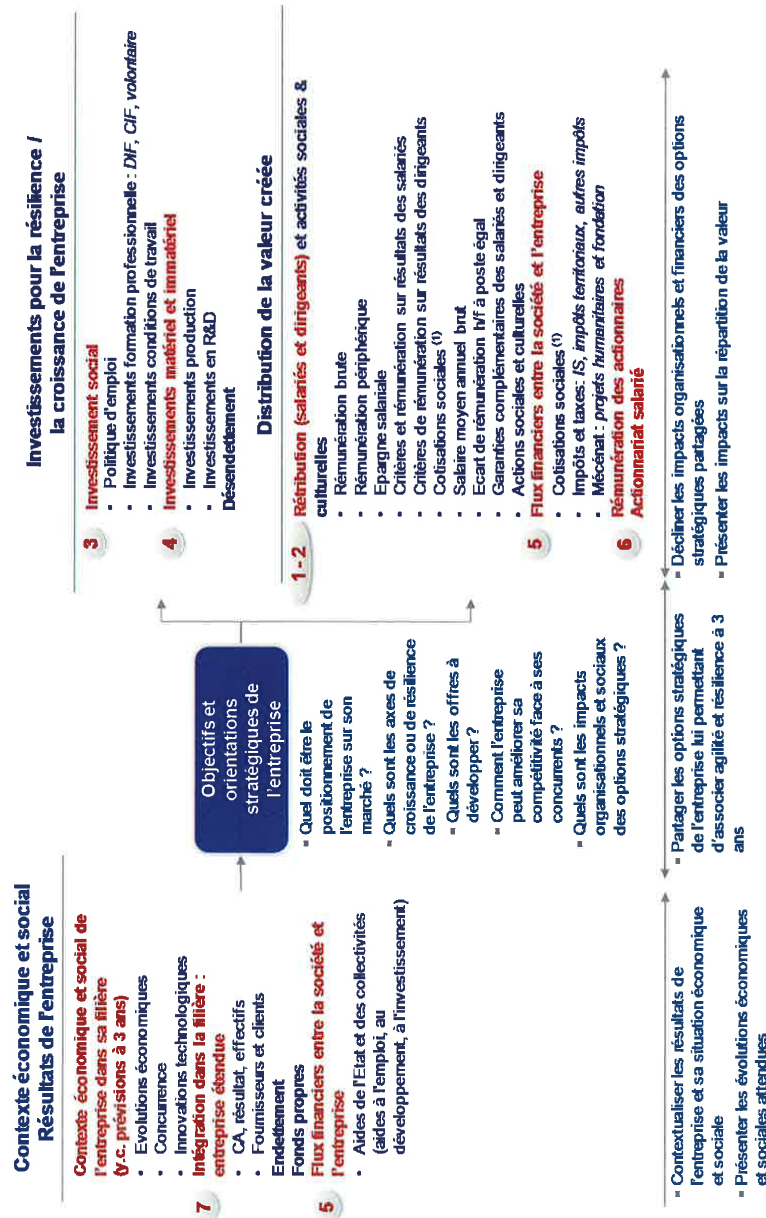 Contexte économique et social
Résultats de l'entreprise
Contexte économique et social de
l'entreprise dans sa filière
(y.c. prévisions à 3 ans)
• Evolutions économiques
• Concurrence
• Innovations technologiques
7
Intégration dans la filière :
entreprise étendue
• CA, résultat, effectifs
• Fournisseurs et clients
Endettement
Fonds propres
5
Flux financiers entre la société et
l'entreprise
• Aides de l'Etat et des collectivités
(aides à l'emploi, au
développement, à l'investissement)
Objectifs et
orientations
stratégiques de
l'entreprise
▪ Quel doit être le
positionnement de
l'entreprise sur son
marché ?
▪ Quels sont les axes de
croissance ou de résilience
de l'entreprise ?
▪ Quels sont les offres à
développer ?
▪ Comment l'entreprise
peut améliorer sa
compétitivité face à ses
concurrents ?
▪ Quels sont les impacts
organisationnels et sociaux
des options stratégiques ?
Investissements pour la résilience /
la croissance de l'entreprise
3
Investissement social
• Politique d'emploi
• Investissements formation professionnelle : DIF, CIF, volontaire
• Investissements conditions de travail
4
Investissements matériel et immatériel
• Investissements production
• Investissements en R&D
Désendettement
Distribution de la valeur créée
1 - 2
Rétribution (salariés et dirigeants) et activités sociales &
culturelles
• Rémunération brute
• Rémunération périphérique
• Epargne salariale
• Critères et rémunération sur résultats des salariés
• Critères de rémunération sur résultats des dirigeants
• Cotisations sociales (1)
• Salaire moyen annuel brut
• Ecart de rémunération h/f à poste égal
• Garanties complémentaires des salariés et dirigeants
• Actions sociales et culturelles
5
Flux financiers entre la société et l'entreprise
• Cotisations sociales (1)
• Impôts et taxes: IS, impôts territoriaux, autres impôts
• Mécénat : projets humanitaires et fondation
6
Rémunération des actionnaires
Actionnariat salarié
▪ Contextualiser les résultats de
l'entreprise et sa situation économique
et sociale
▪ Présenter les évolutions économiques
et sociales attendues
▪ Partager les options stratégiques
de l'entreprise lui permettant
d'associer agilité et résilience à 3
ans
▪ Décliner les impacts organisationnels et financiers des options
stratégiques partagées
▪ Présenter les impacts sur la répartition de la valeur